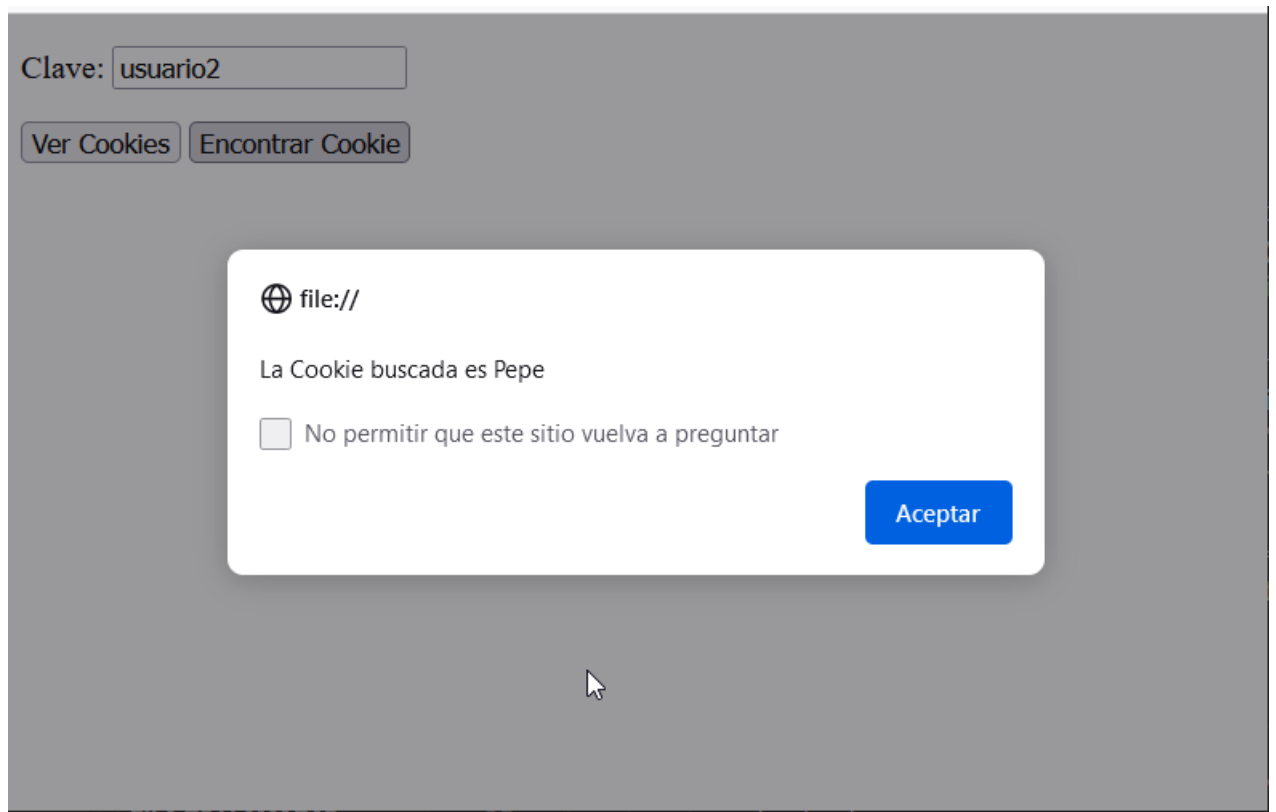 Clave: usuario2
Ver Cookies Encontrar Cookie
file://
La Cookie buscada es Pepe
No permitir que este sitio vuelva a preguntar
Aceptar